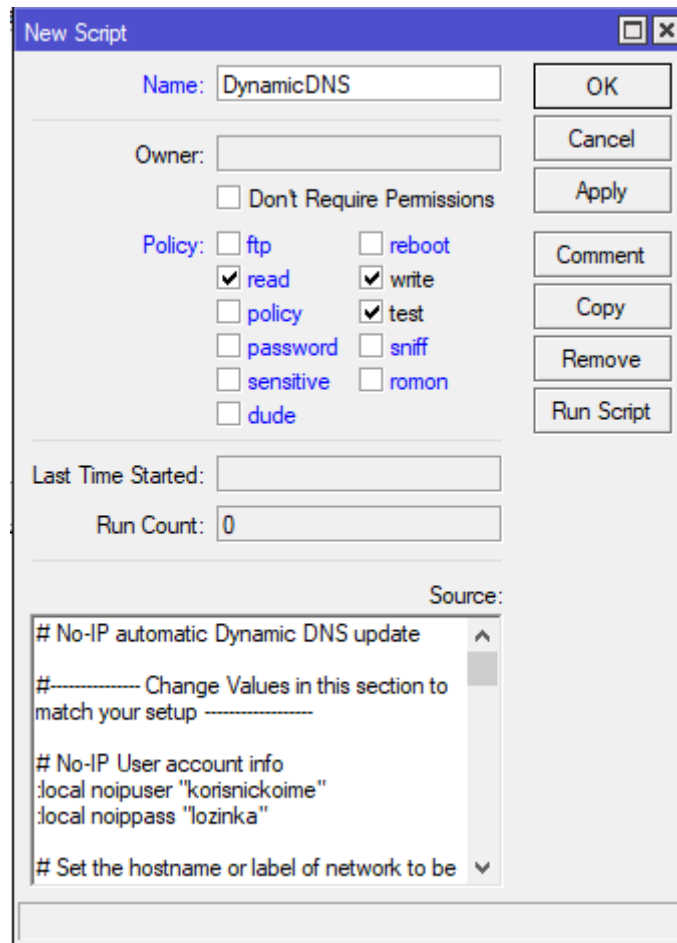 New Script
Name: DynamicDNS
OK
Owner:
Cancel
Don't Require Permissions
Apply
Policy: ftp reboot
Comment
read write
policy test
Copy
password sniff
Remove
sensitive romon
dude
Run Script
Last Time Started:
Run Count: 0
Source:
# No-IP automatic Dynamic DNS update
#--------------- Change Values in this section to
match your setup ------------------
# No-IP User account info
:local noipuser "korisnickoime"
:local noippass "lozinka"
# Set the hostname or label of network to be